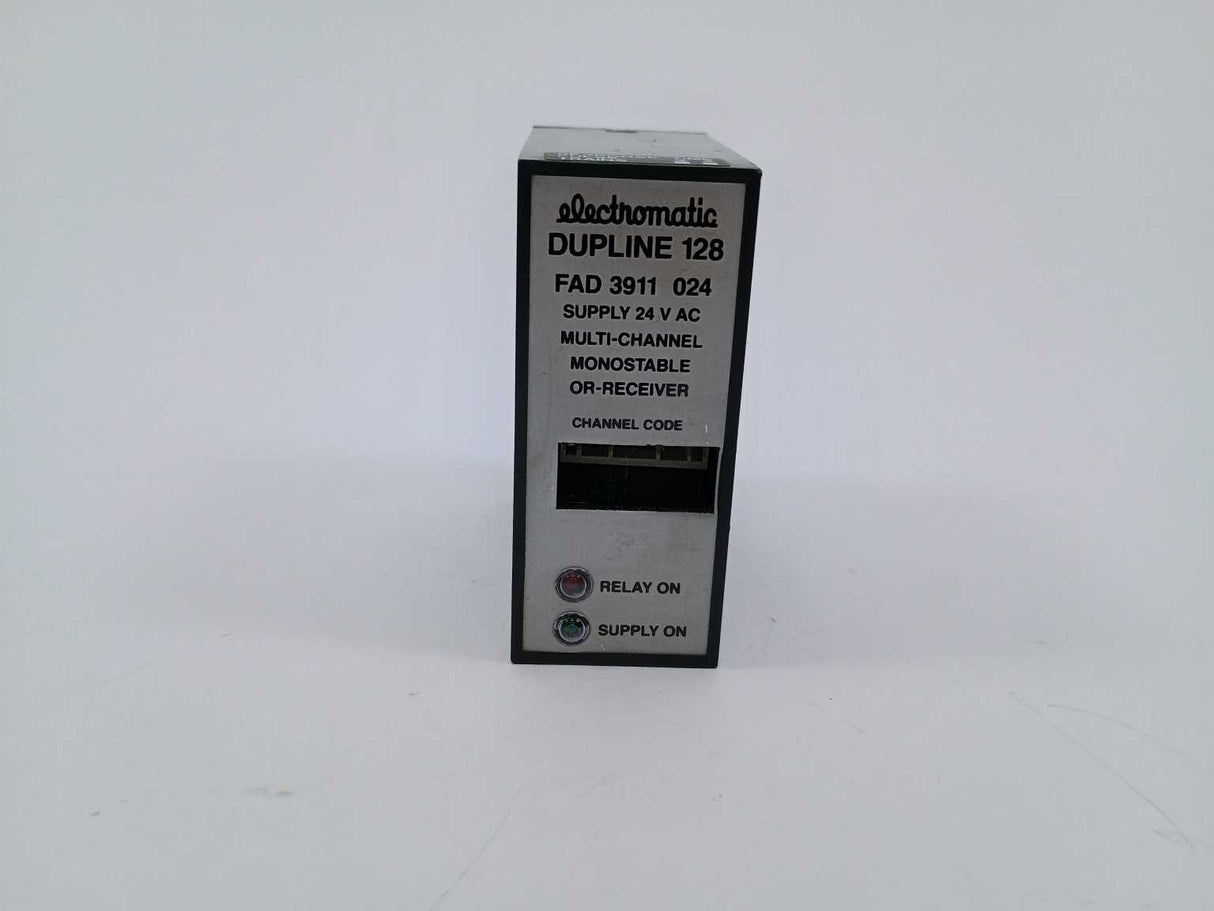 electromatic
DUPLINE 128
FAD 3911 024
SUPPLY 24 V AC
MULTI-CHANNEL
MONOSTABLE
OR-RECEIVER
CHANNEL CODE
RELAY ON
SUPPLY ON